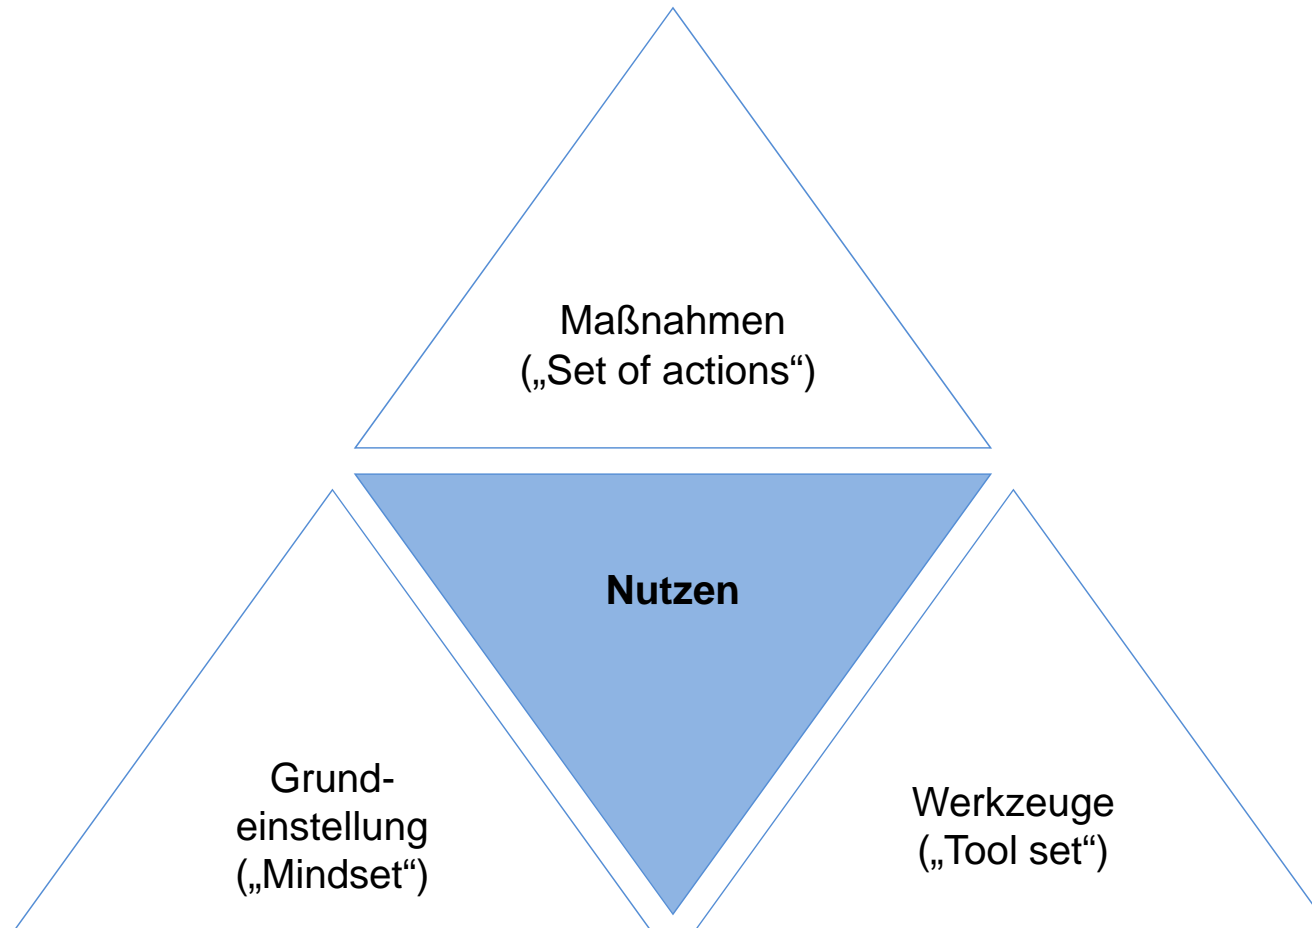 Maßnahmen
(„Set of actions“)
Nutzen
Grund-
einstellung
(„Mindset“)
Werkzeuge
(„Tool set“)